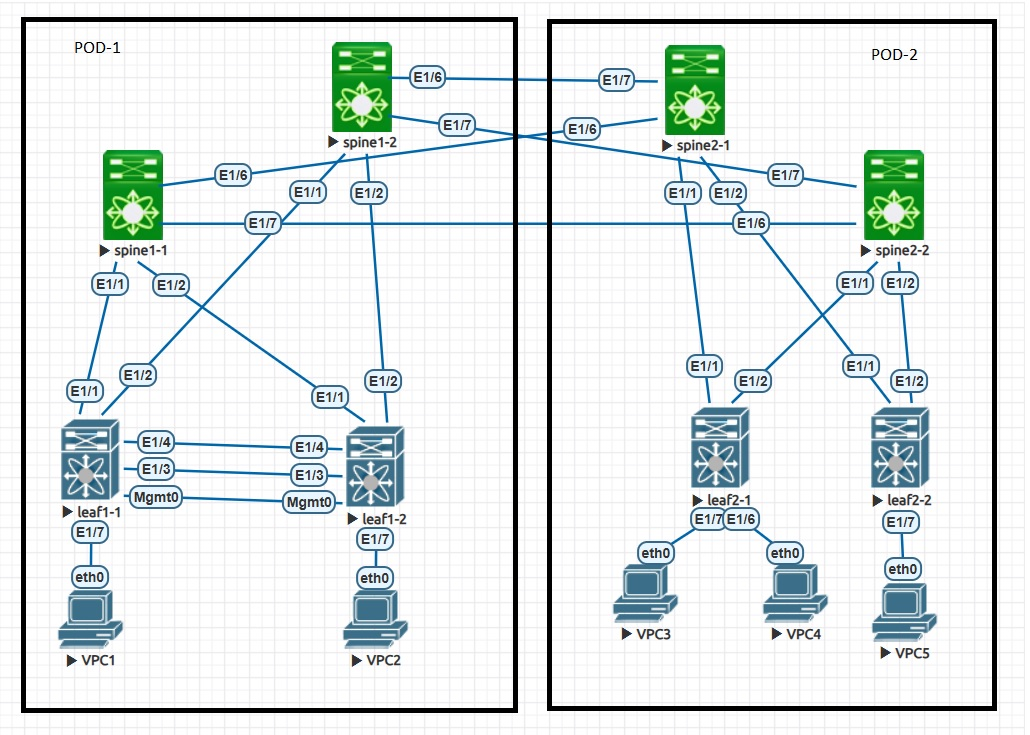 POD-1
POD-2
E1/6
E1/7
E1/7
E1/6
spine1-2
spine2-1
E1/6
E1/7
E1/1
E1/2
E1/1
E1/2
E1/7
E1/6
spine1-1
spine2-2
E1/1
E1/2
E1/1
E1/2
E1/1
E1/2
E1/1
E1/2
E1/1
E1/2
E1/1
E1/2
E1/4
E1/4
E1/3
E1/3
Mgmt0
Mgmt0
leaf1-1
leaf1-2
leaf2-1
leaf2-2
E1/7
E1/7
E1/7
E1/6
E1/7
eth0
eth0
eth0
eth0
eth0
VPC3
VPC4
VPC5
VPC1
VPC2